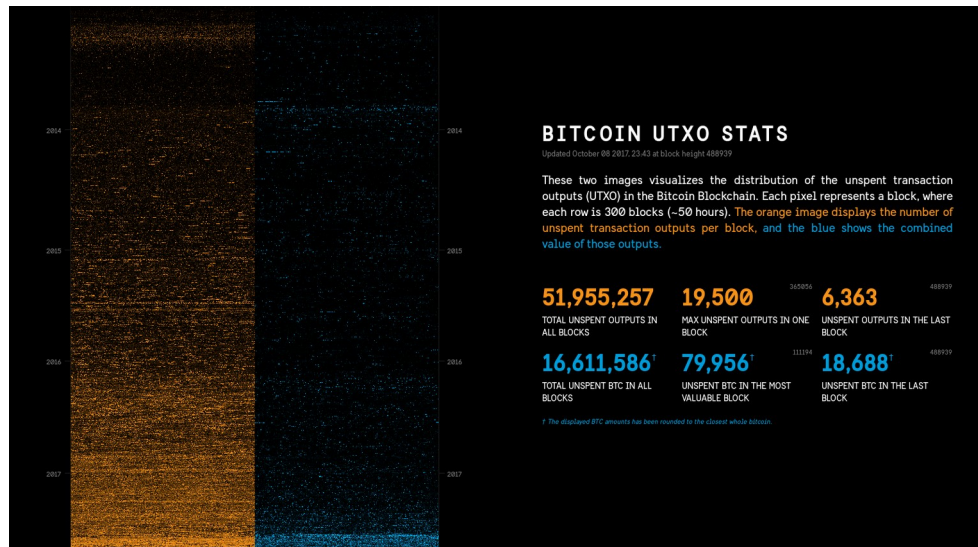 2014
2015
2016
2017
2014
2015
2016
2017
BITCOIN UTXO STATS
Updated October 08 2017, 23:43 at block height 488939
These two images visualizes the distribution of the unspent transaction
outputs (UTXO) in the Bitcoin Blockchain. Each pixel represents a block, where
each row is 300 blocks (~50 hours). The orange image displays the number of
unspent transaction outputs per block, and the blue shows the combined
value of those outputs.
51,955,257
TOTAL UNSPENT OUTPUTS IN
ALL BLOCKS
19,500
365056
MAX UNSPENT OUTPUTS IN ONE
BLOCK
6,363
488939
UNSPENT OUTPUTS IN THE LAST
BLOCK
16,611,586†
TOTAL UNSPENT BTC IN ALL
BLOCKS
79,956†
111194
UNSPENT BTC IN THE MOST
VALUABLE BLOCK
18,688†
488939
UNSPENT BTC IN THE LAST
BLOCK
† The displayed BTC amounts has been rounded to the closest whole bitcoin.